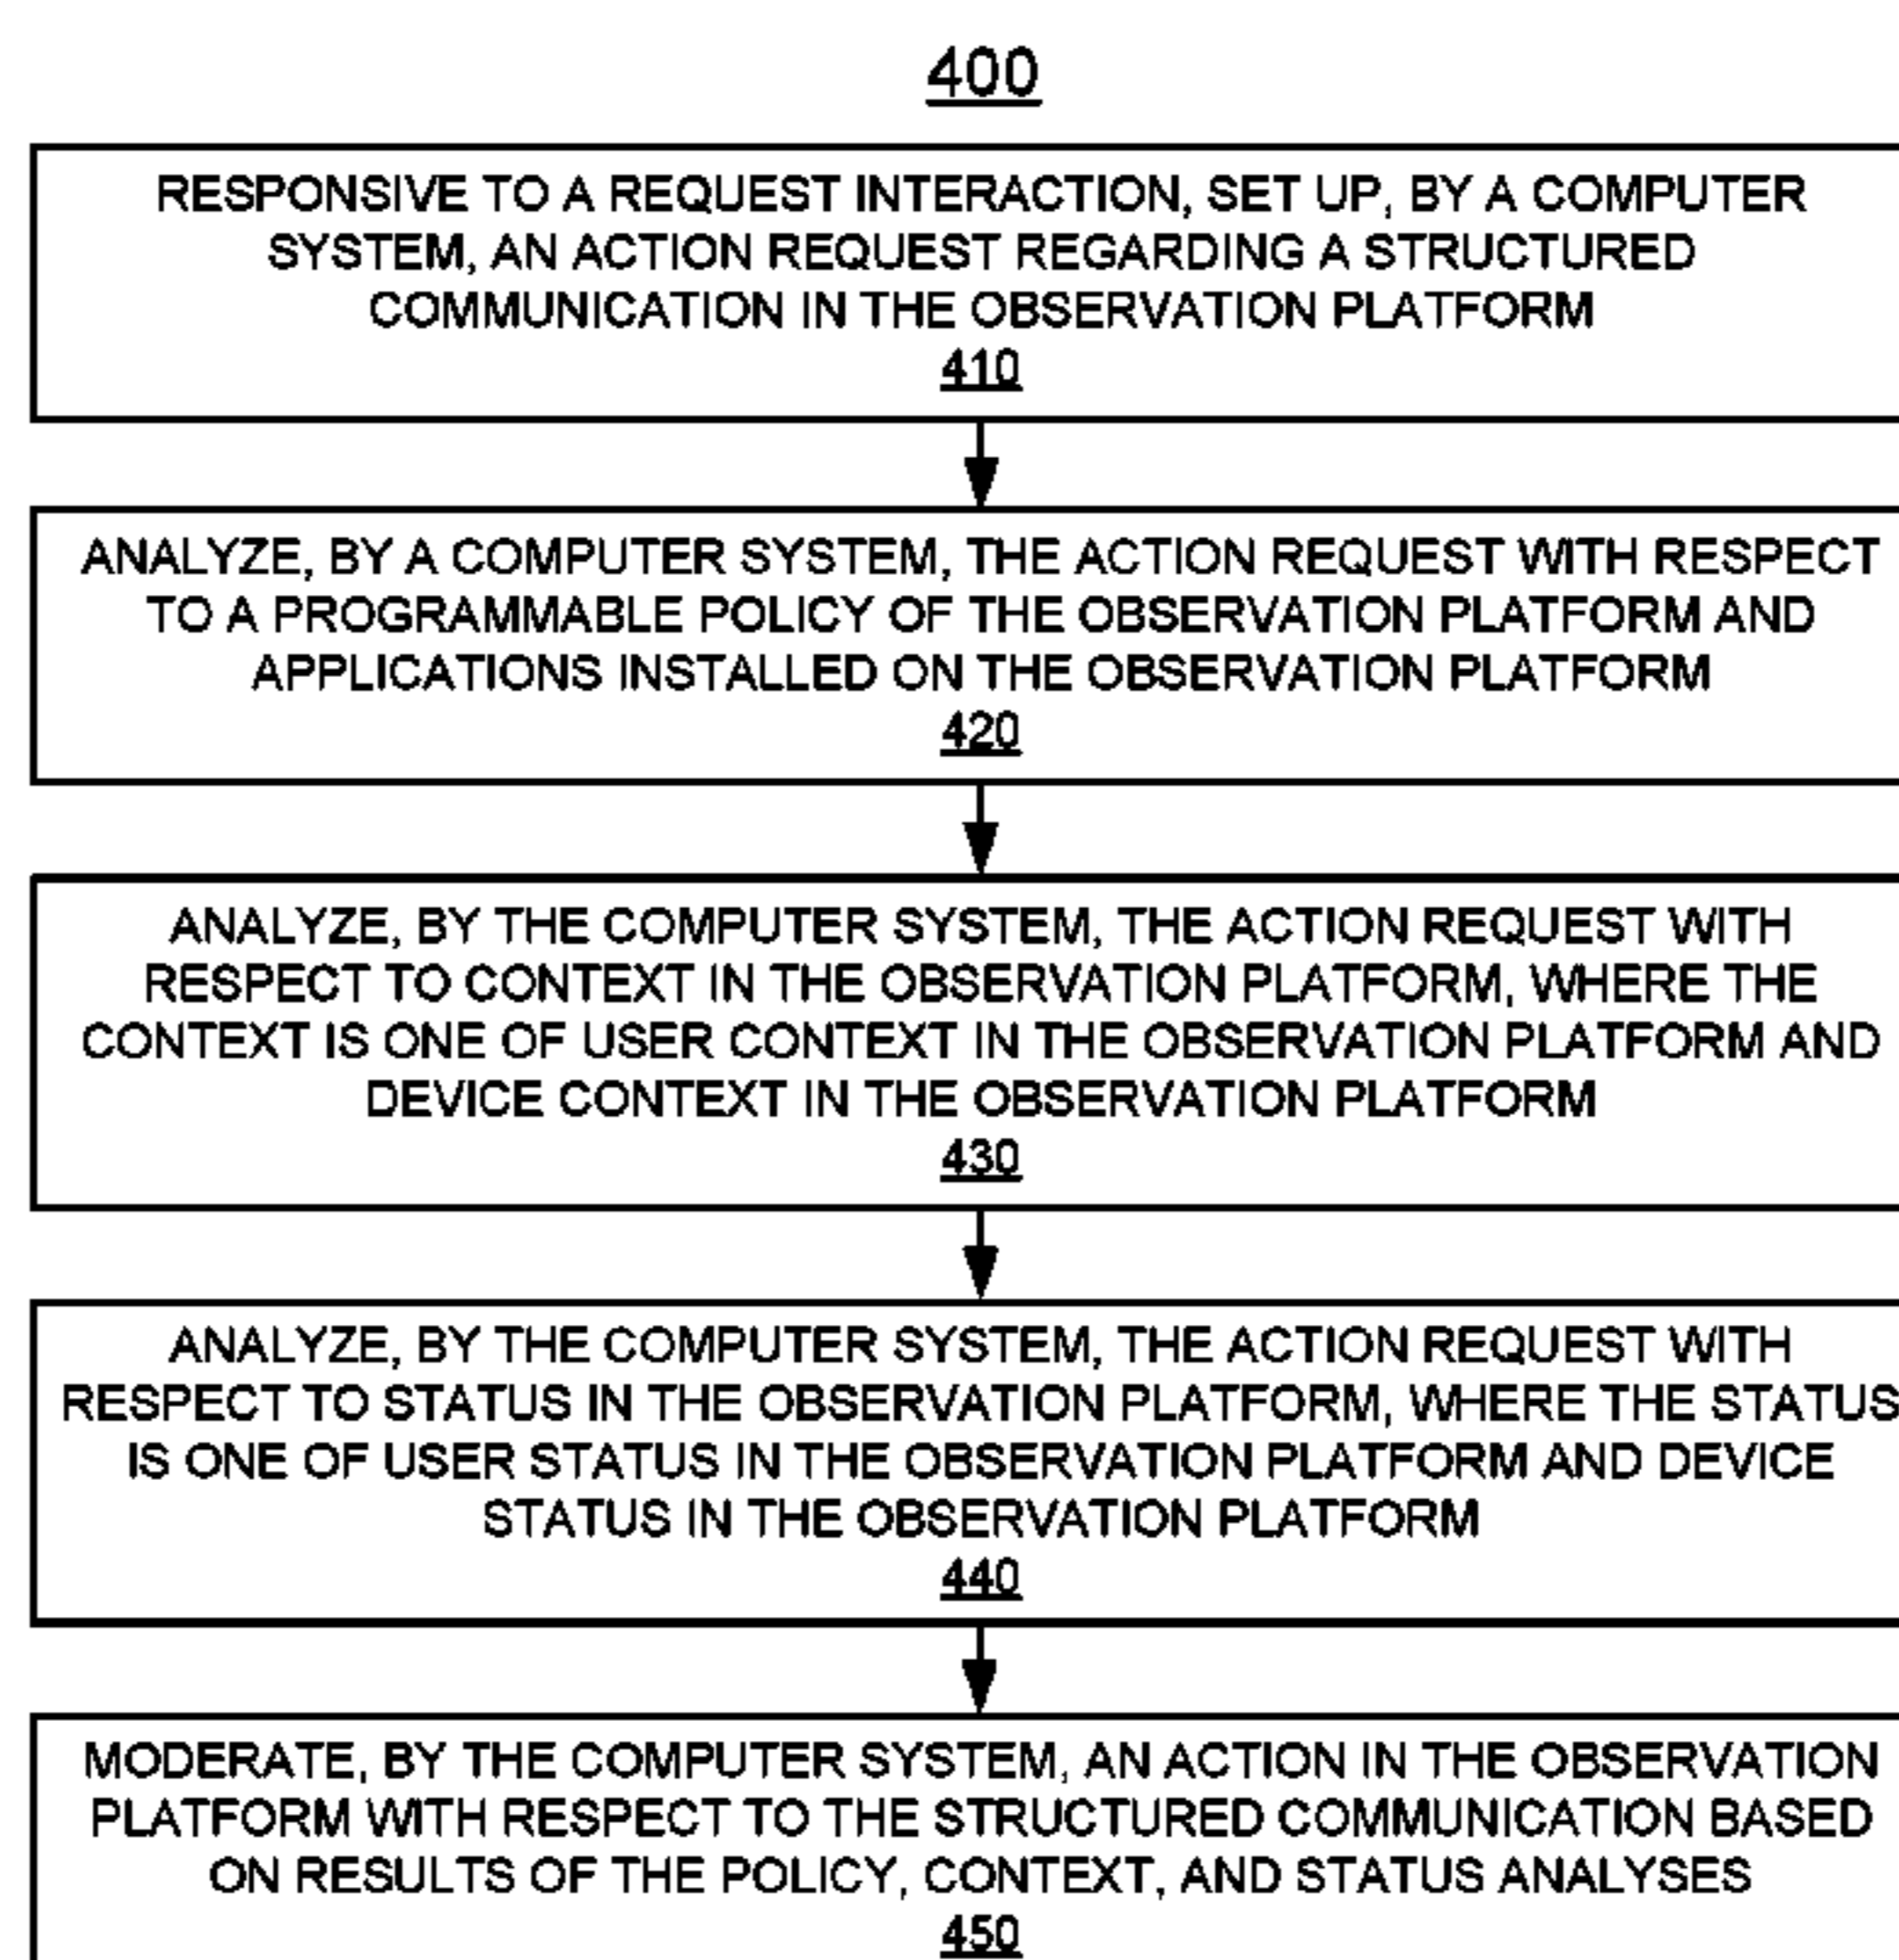 400
RESPONSIVE TO A REQUEST INTERACTION, SET UP, BY A COMPUTER
SYSTEM, AN ACTION REQUEST REGARDING A STRUCTURED
COMMUNICATION IN THE OBSERVATION PLATFORM
410
ANALYZE, BY A COMPUTER SYSTEM, THE ACTION REQUEST WITH RESPECT
TO A PROGRAMMABLE POLICY OF THE OBSERVATION PLATFORM AND
APPLICATIONS INSTALLED ON THE OBSERVATION PLATFORM
420
ANALYZE, BY THE COMPUTER SYSTEM, THE ACTION REQUEST WITH
RESPECT TO CONTEXT IN THE OBSERVATION PLATFORM, WHERE THE
CONTEXT IS ONE OF USER CONTEXT IN THE OBSERVATION PLATFORM AND
DEVICE CONTEXT IN THE OBSERVATION PLATFORM
430
ANALYZE, BY THE COMPUTER SYSTEM, THE ACTION REQUEST WITH
RESPECT TO STATUS IN THE OBSERVATION PLATFORM, WHERE THE STATUS
IS ONE OF USER STATUS IN THE OBSERVATION PLATFORM AND DEVICE
STATUS IN THE OBSERVATION PLATFORM
440
MODERATE, BY THE COMPUTER SYSTEM, AN ACTION IN THE OBSERVATION
PLATFORM WITH RESPECT TO THE STRUCTURED COMMUNICATION BASED
ON RESULTS OF THE POLICY, CONTEXT, AND STATUS ANALYSES
450